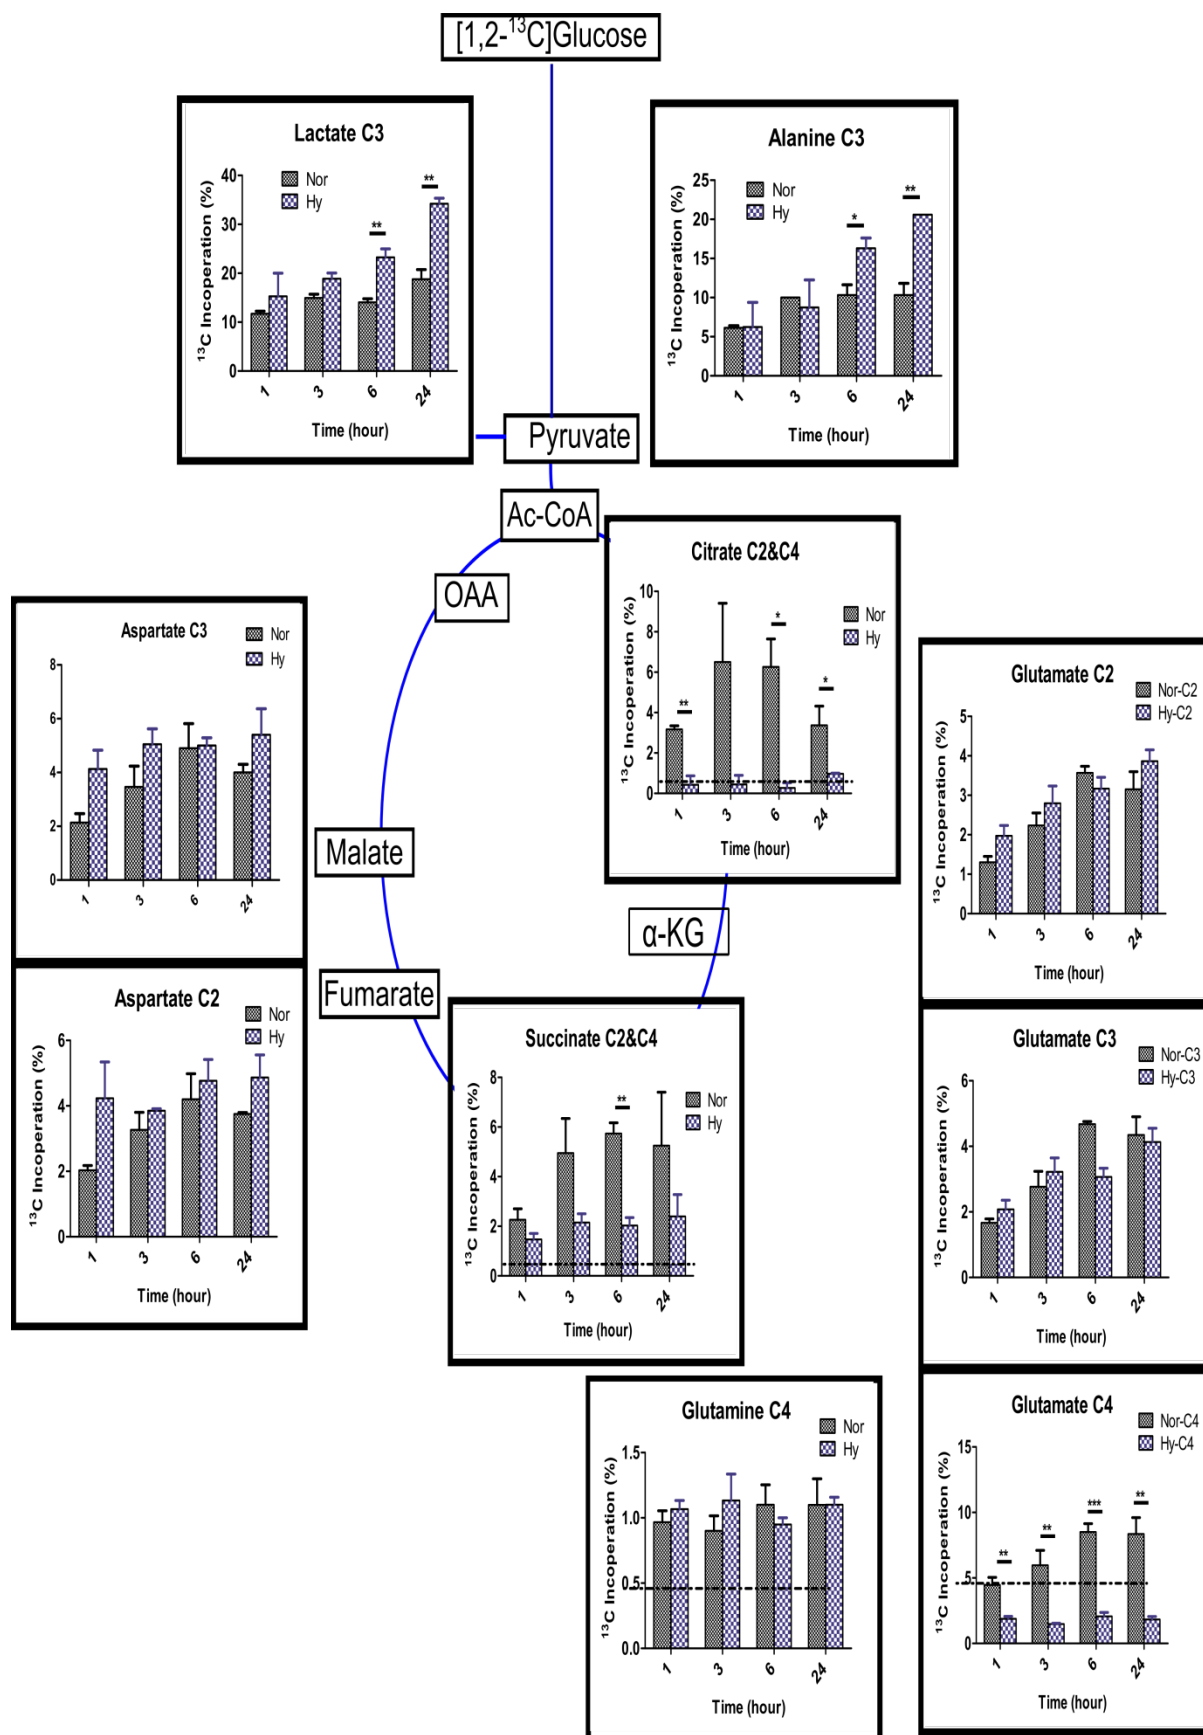 [1,2-¹³C]Glucose
Lactate C3
Nor
Hy
¹³C Incoperation (%)
40
30
20
10
0
**
**
1 3 6 24
Time (hour)
Alanine C3
Nor
Hy
¹³C Incoperation (%)
25
20
15
10
5
0
*
**
1 3 6 24
Time (hour)
Pyruvate
Ac-CoA
OAA
Malate
Fumarate
α-KG
Citrate C2&C4
Nor
Hy
¹³C Incoperation (%)
10
8
6
4
2
0
**
*
*
1 3 6 24
Time (hour)
Aspartate C3
Nor
Hy
8
6
4
2
0
1 3 6 24
Aspartate C2
Nor
Hy
¹³C Incoperation (%)
6
4
2
0
1 3 6 24
Time (hour)
Succinate C2&C4
Nor
Hy
¹³C Incoperation (%)
8
6
4
2
0
**
1 3 6 24
Time (hour)
Glutamate C2
Nor-C2
Hy-C2
¹³C Incoperation (%)
5
4
3
2
1
0
1 3 6 24
Time (hour)
Glutamate C3
Nor-C3
Hy-C3
¹³C Incoperation (%)
6
4
2
0
1 3 6 24
Time (hour)
Glutamine C4
Nor
Hy
¹³C Incoperation (%)
1.5
1.0
0.5
0.0
1 3 6 24
Time (hour)
Glutamate C4
Nor-C4
Hy-C4
¹³C Incoperation (%)
15
10
5
0
**
**
***
**
1 3 6 24
Time (hour)